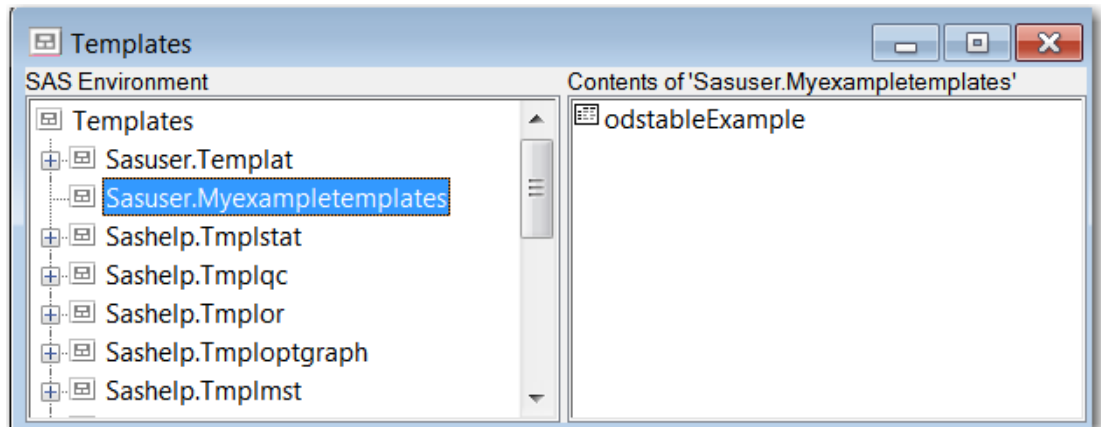 Templates
SAS Environment
Templates
Sasuser.Templat
Sasuser.Myexampletemplates
Sashelp.Tmplstat
Sashelp.Tmplqc
Sashelp.Tmplor
Sashelp.Tmploptgraph
Sashelp.Tmplmst
Contents of 'Sasuser.Myexampletemplates'
odstableExample